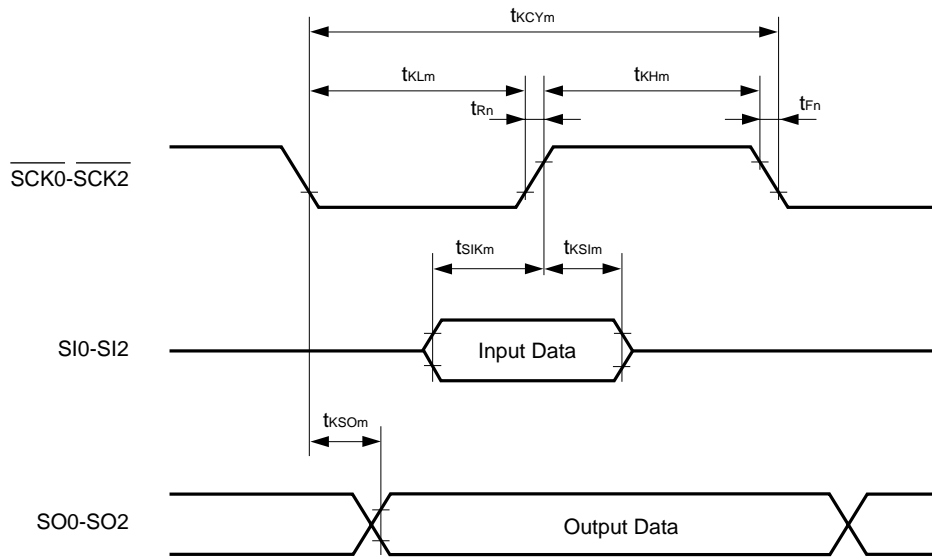 tKCYm
tKLm
tKHm
tRn
tFn
SCK0-SCK2
tSIKm
tKSIm
SI0-SI2
Input Data
tKSOm
SO0-SO2
Output Data